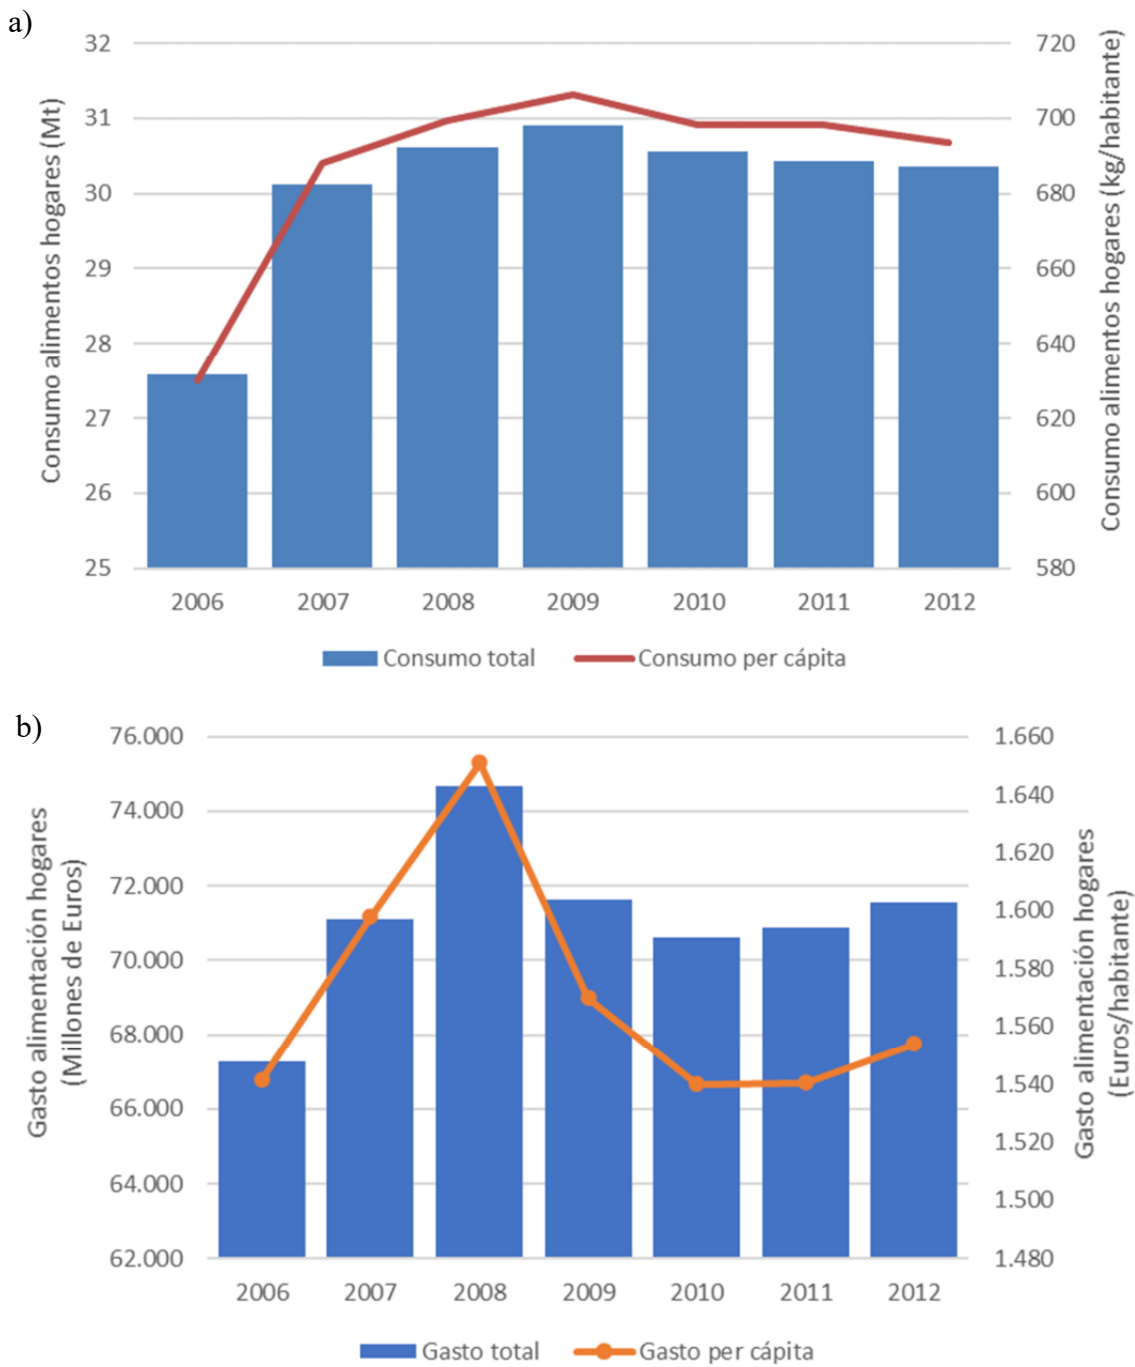 a)
Consumo alimentos hogares (Mt)
32
31
30
29
28
27
26
25
720
700
680
660
640
620
600
580
Consumo alimentos hogares (kg/habitante)
2006 2007 2008 2009 2010 2011 2012
Consumo total Consumo per cápita
b)
Gasto alimentación hogares
(Millones de Euros)
76.000
74.000
72.000
70.000
68.000
66.000
64.000
62.000
1.660
1.640
1.620
1.600
1.580
1.560
1.540
1.520
1.500
1.480
Gasto alimentación hogares
(Euros/habitante)
2006 2007 2008 2009 2010 2011 2012
Gasto total Gasto per cápita